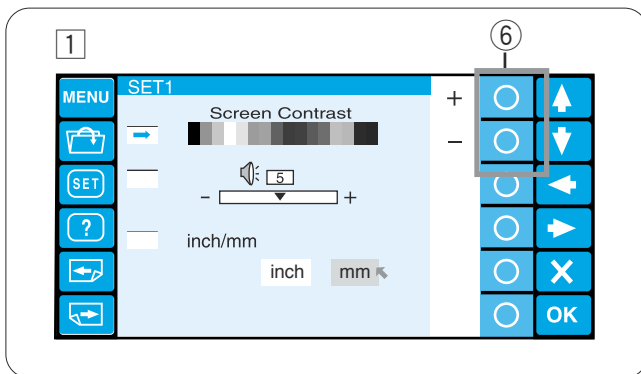 1
6
MENU
SET1
+
Screen Contrast
-
SET
5
- +
?
inch/mm
inch mm
X
OK